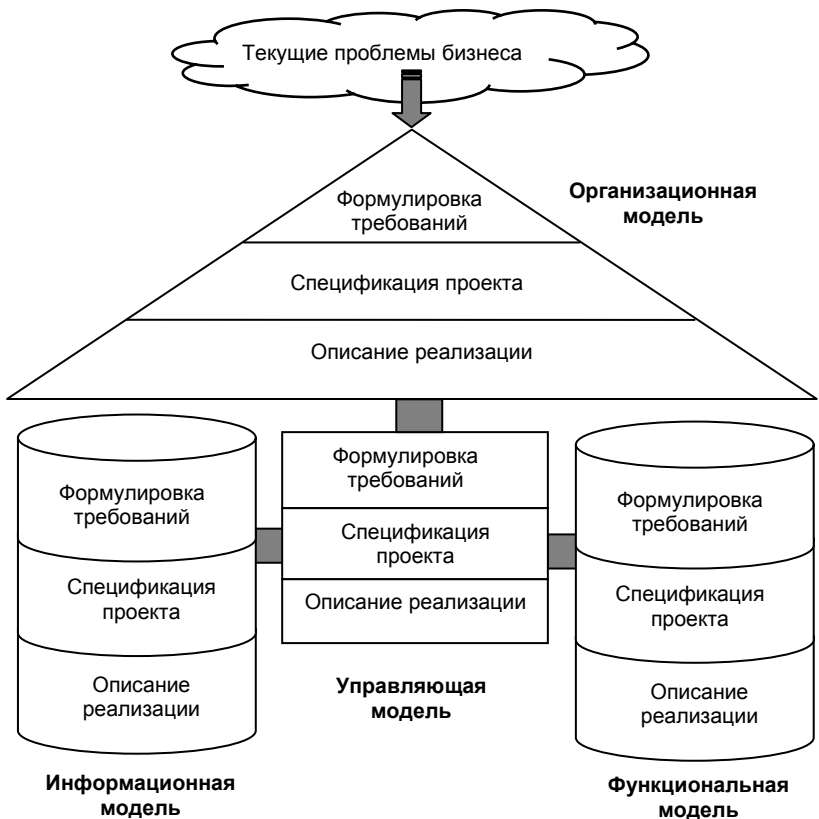 Текущие проблемы бизнеса
Формулировка
требований
Организационная
модель
Спецификация проекта
Описание реализации
Формулировка
требований
Спецификация
проекта
Описание
реализации
Информационная
модель
Формулировка
требований
Спецификация
проекта
Описание реализации
Управляющая
модель
Формулировка
требований
Спецификация
проекта
Описание
реализации
Функциональная
модель